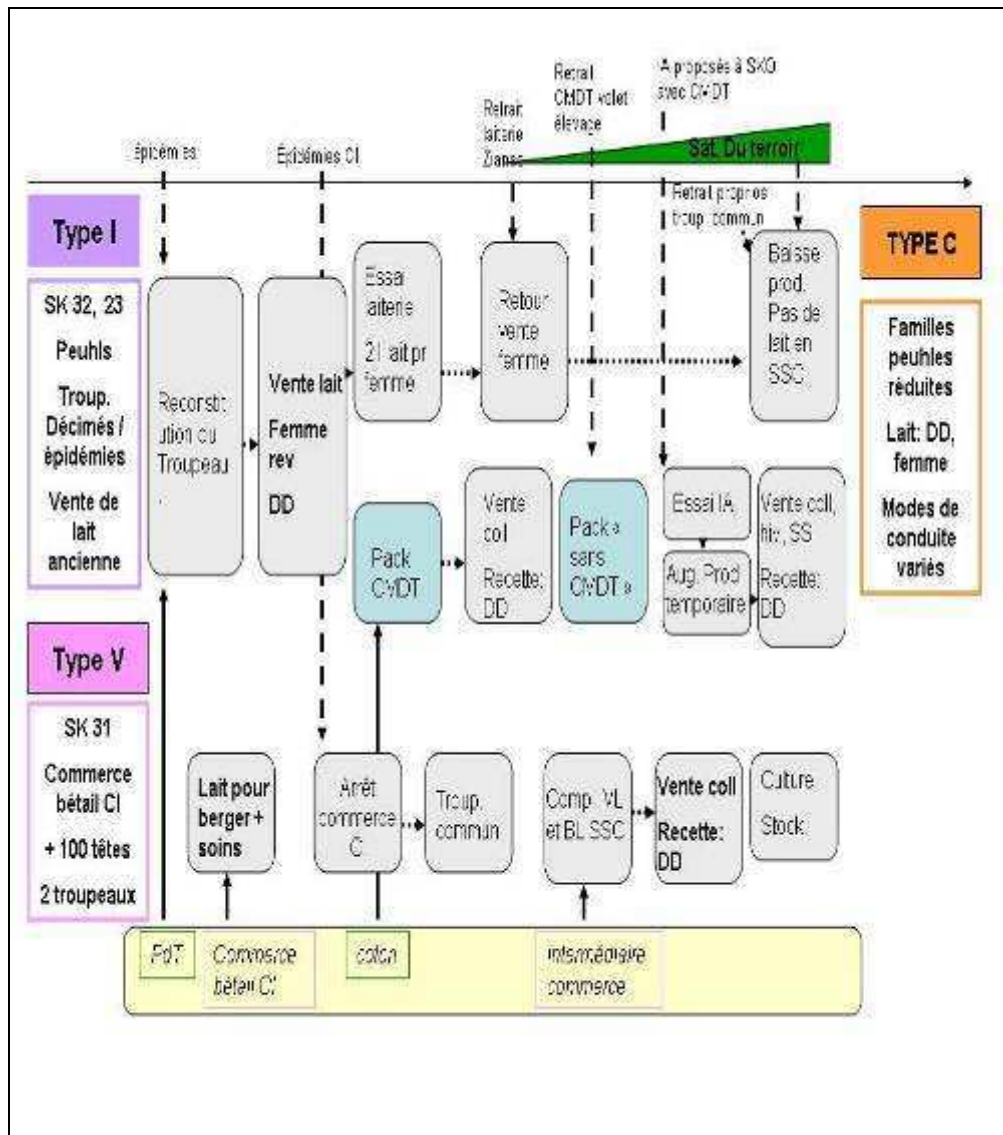 Retrait
CMDT volet
élevage
IA proposée à SKO
avec CMDT
Retrait
laiterie
épidémies
Épidémies CI
Sat. Du terroir
Retrait proprios
troup. commun
Type I
SK 32, 23
Peuhls
Troup.
Décimés /
épidémies
Vente de
lait
ancienne
Reconstit
ution du
Troupeau
.
Vente lait
Femme
rev
DD
Essai
laiterie
2 l lait pr
femme
Retour
vente
femme
Baisse
prod.
Pas de
lait en
SSC
TYPE C
Familles
peuhles
réduites
Lait: DD,
femme
Modes de
conduite
variés
Pack
CMDT
Vente
coll
Recette:
DD
Pack «
sans
CMDT »
Essai IA
Aug. Prod
temporaire
Vente coll,
hiv, SS
Recette:
DD
Type V
SK 31
Commerce
bétail CI
+ 100 têtes
2 troupeaux
Lait pour
berger +
soins
Arrêt
commerce
Troup.
commun
Comp. VL
et BL SSC
Vente coll
Recette:
DD
Culture
Stock
PdT
Commerce
bétail CI
coton
intermédiaire
commerce